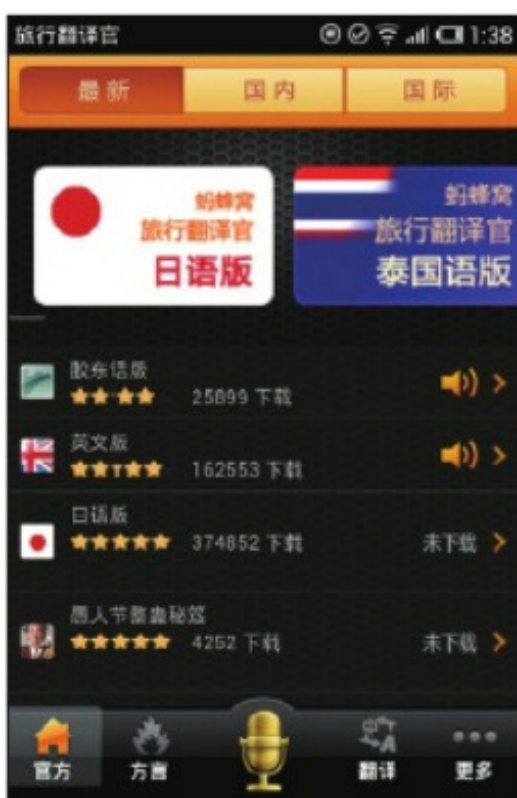 旅行翻译官 1:38
最新 国内 国际
蚂蜂窝
旅行翻译官
日语版
蚂蜂窝
旅行翻译官
泰国语版
胶东话版
25899 下载
英文版
162553 下载
日语版
374852 下载 未下载
愚人节整蛊秘笈
4252 下载 未下载
官方 方言 翻译 更多